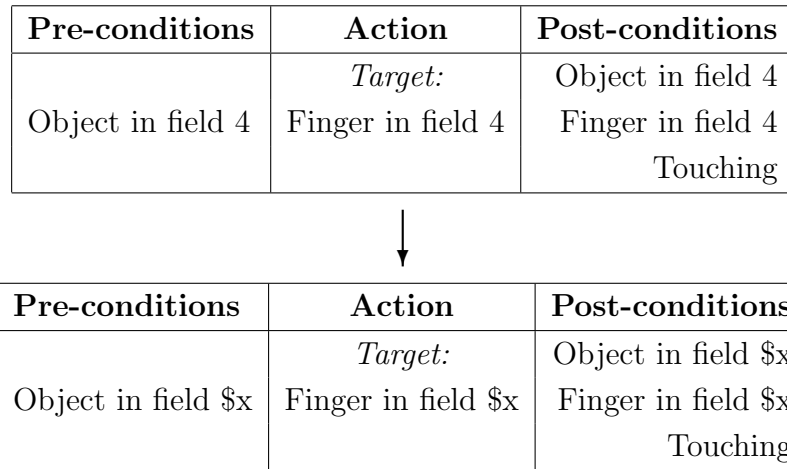 Pre-conditions Action Post-conditions
Target: Object in field 4
Object in field 4 Finger in field 4 Finger in field 4
Touching
Pre-conditions Action Post-conditions
Target: Object in field $x
Object in field $x Finger in field $x Finger in field $x
Touching